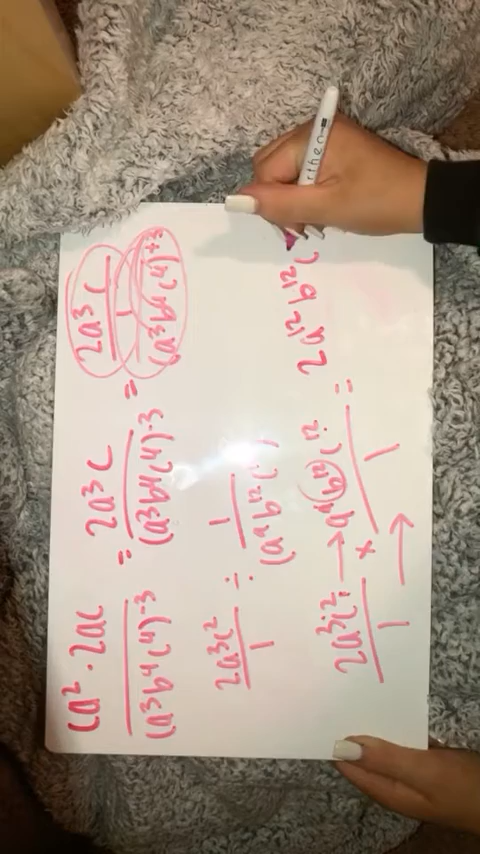 ca² · 2ac / (a³b⁴c⁴)⁻³ = 2a³c / (a³b⁴c⁴)⁻³ = 2a³c / 1 / (a³b⁴c⁴)⁺³
2a³c² / 1 ÷ 1 / (a⁹b¹²c¹
2a³c² / 1 × a⁹b¹²c¹² / 1 = 2a¹²b¹²c